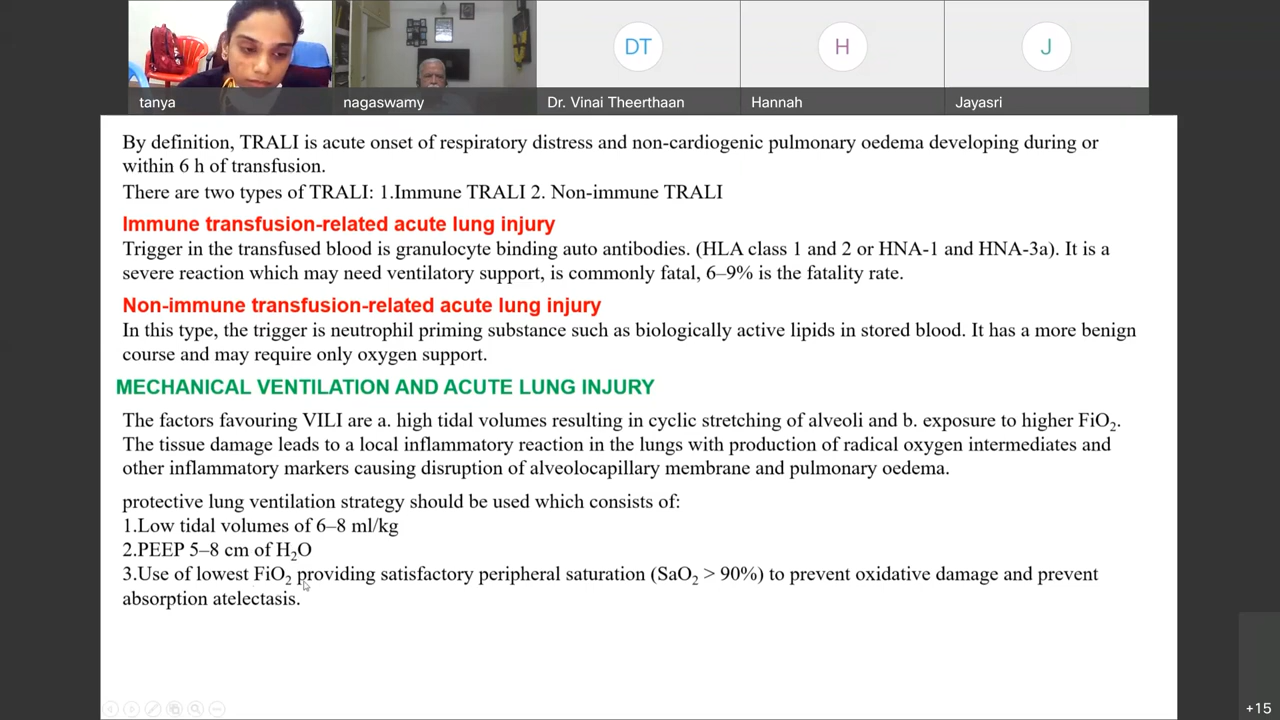 DT
H
J
tanya
nagaswamy
Dr. Vinai Theerthaan
Hannah
Jayasri
By definition, TRALI is acute onset of respiratory distress and non-cardiogenic pulmonary oedema developing during or
within 6 h of transfusion.
There are two types of TRALI: 1.Immune TRALI 2. Non-immune TRALI
Immune transfusion-related acute lung injury
Trigger in the transfused blood is granulocyte binding auto antibodies. (HLA class 1 and 2 or HNA-1 and HNA-3a). It is a
severe reaction which may need ventilatory support, is commonly fatal, 6–9% is the fatality rate.
Non-immune transfusion-related acute lung injury
In this type, the trigger is neutrophil priming substance such as biologically active lipids in stored blood. It has a more benign
course and may require only oxygen support.
MECHANICAL VENTILATION AND ACUTE LUNG INJURY
The factors favouring VILI are a. high tidal volumes resulting in cyclic stretching of alveoli and b. exposure to higher FiO₂.
The tissue damage leads to a local inflammatory reaction in the lungs with production of radical oxygen intermediates and
other inflammatory markers causing disruption of alveolocapillary membrane and pulmonary oedema.
protective lung ventilation strategy should be used which consists of:
1.Low tidal volumes of 6–8 ml/kg
2.PEEP 5–8 cm of H₂O
3.Use of lowest FiO₂ providing satisfactory peripheral saturation (SaO₂ > 90%) to prevent oxidative damage and prevent
absorption atelectasis.
+15